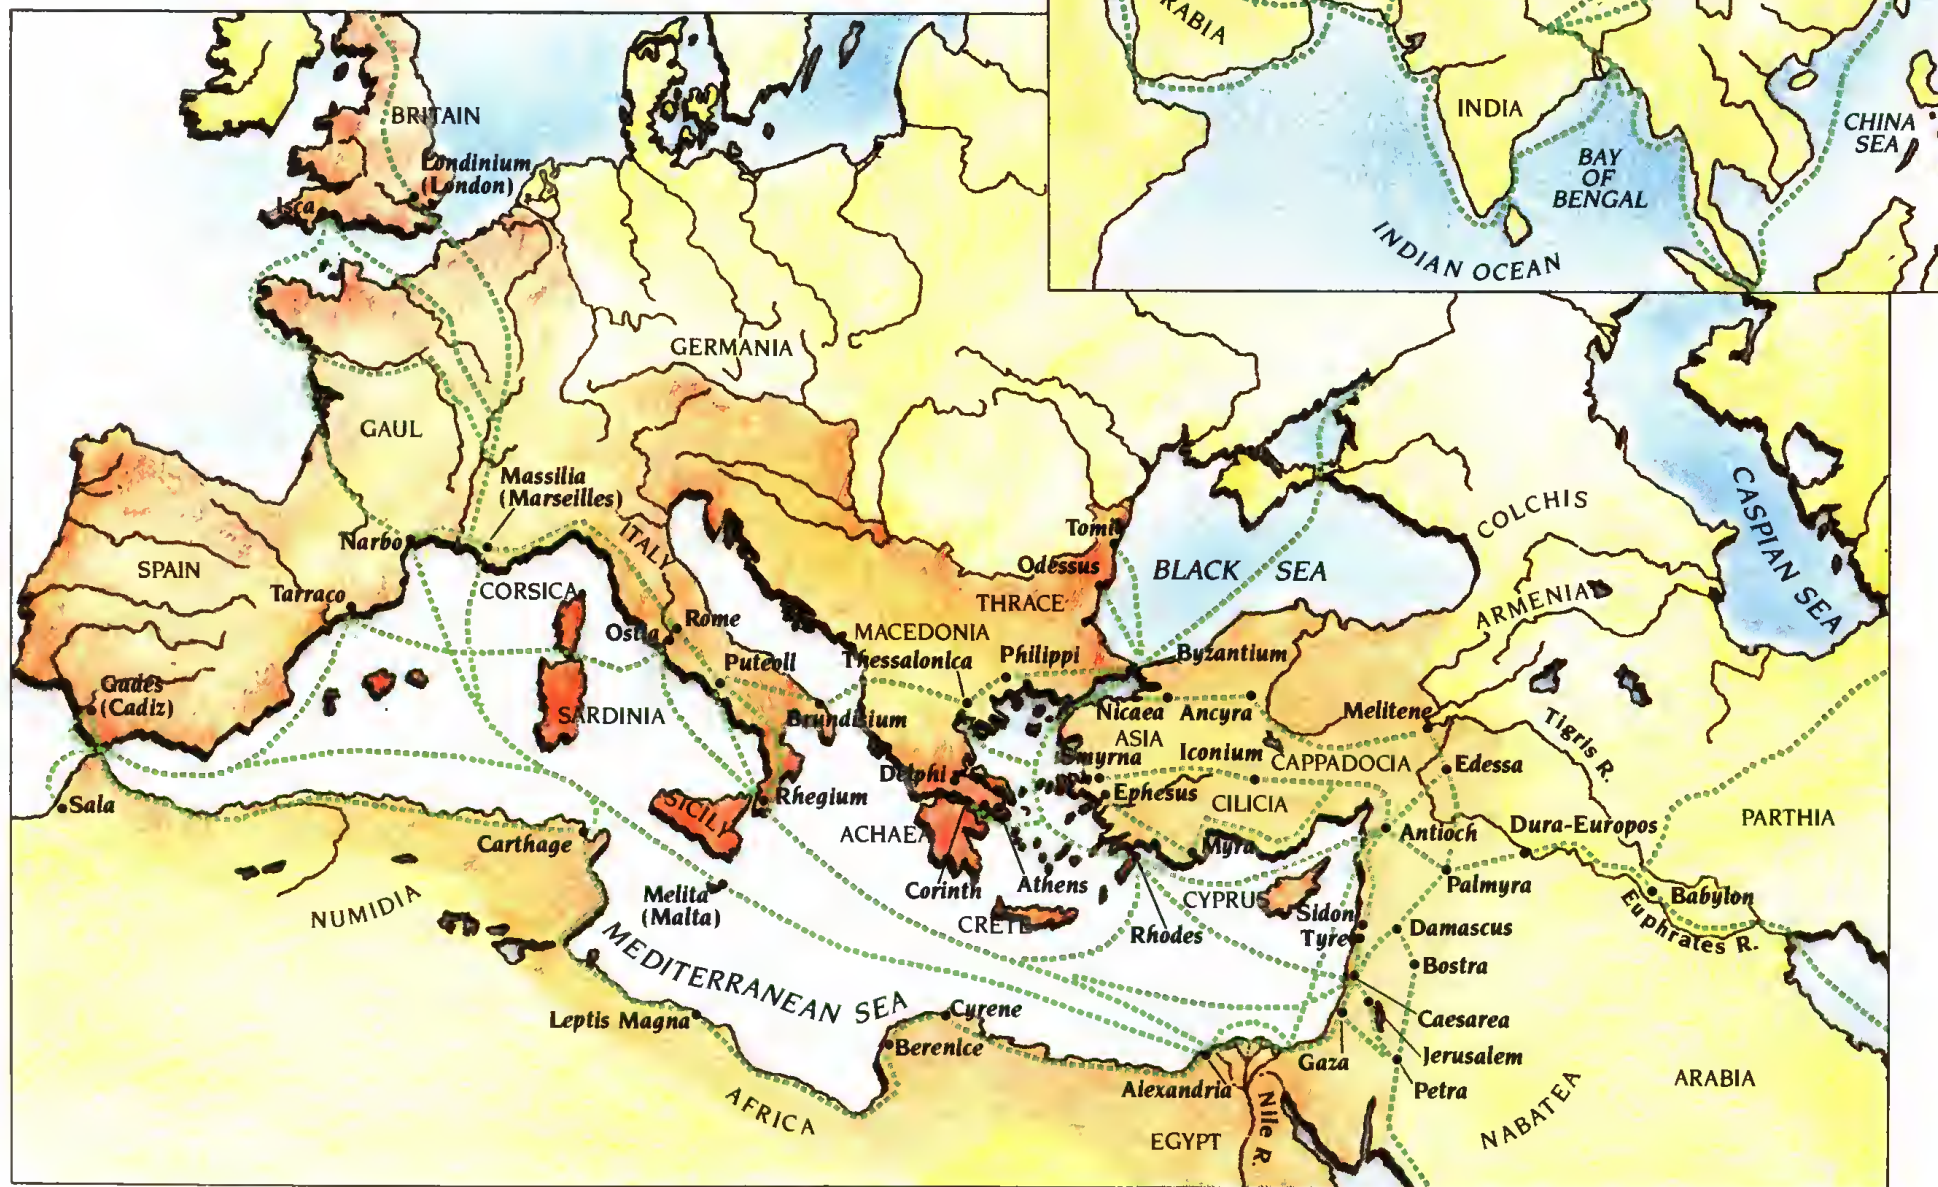 RABIA
INDIA
CHINA
SEA
BAY
OF
BENGAL
INDIAN OCEAN
BRITAIN
Londinium
(London)
Isca
GERMANIA
GAUL
Massilia
(Marseilles)
Narbo
ITALY
SPAIN
Tarraco
CORSICA
Gades
(Cadiz)
Sala
Ostia
Rome
Puteoli
SARDINIA
Brundisium
MACEDONIA
Thessalonica
Philippi
THRACE
Tomi
Odessus
BLACK SEA
COLCHIS
CASPIAN SEA
ARMENIA
Byzantium
Nicaea
Ancyra
ASIA
Melitene
Tigris R.
Smyrna
Iconium
CAPPADOCIA
Edessa
Delphi
Ephesus
CILICIA
SICILY
Rhegium
ACHAEA
Myra
Antioch
Dura-Europos
PARTHIA
Carthage
NUMIDIA
Melita
(Malta)
Corinth
Athens
CRETE
Rhodes
CYPRUS
Sidon
Tyre
Palmyra
Babylon
Euphrates R.
Damascus
Bostra
MEDITERRANEAN SEA
Leptis Magna
Cyrene
Berenice
Caesarea
Jerusalem
Gaza
Petra
Alexandria
AFRICA
EGYPT
Nile R.
NABATEA
ARABIA